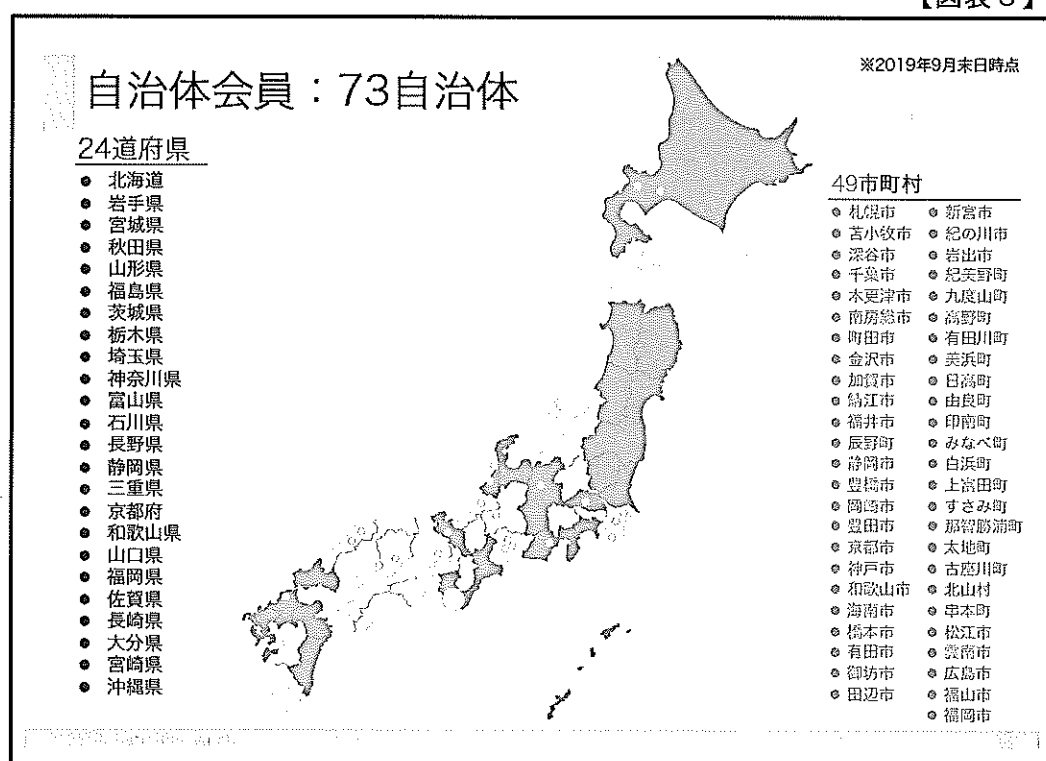 【図表3】
※2019年9月末日時点
自治体会員：73自治体
24道府県
北海道
岩手県
宮城県
秋田県
山形県
福島県
茨城県
栃木県
埼玉県
神奈川県
富山県
石川県
長野県
静岡県
三重県
京都府
和歌山県
山口県
福岡県
佐賀県
長崎県
大分県
宮崎県
沖縄県
49市町村
札幌市
苫小牧市
深谷市
千葉市
木更津市
南房総市
町田市
金沢市
加賀市
鯖江市
福井市
辰野町
静岡市
豊橋市
岡崎市
豊田市
京都市
神戸市
和歌山市
海南市
橋本市
有田市
御坊市
田辺市
新宮市
紀の川市
岩出市
紀美野町
九度山町
高野町
有田川町
美浜町
日高町
由良町
印南町
みなべ町
白浜町
上富田町
すさみ町
那智勝浦町
太地町
古座川町
北山村
串本町
松江市
雲南市
広島市
福山市
福岡市